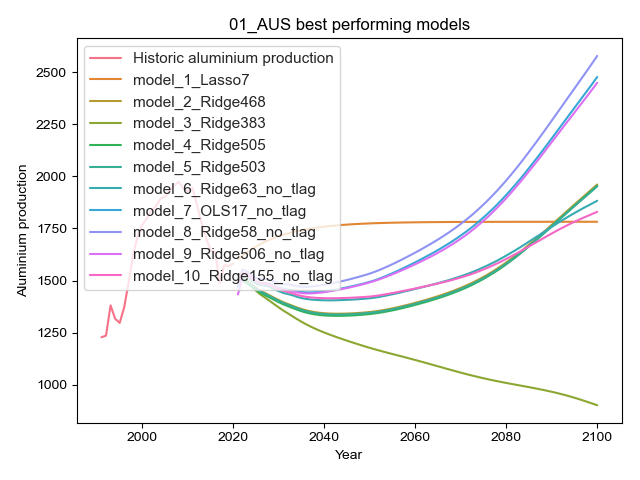 01_AUS best performing models
Aluminium production
2500
2250
2000
1750
1500
1250
1000
Historic aluminium production
model_1_Lasso7
model_2_Ridge468
model_3_Ridge383
model_4_Ridge505
model_5_Ridge503
model_6_Ridge63_no_tlag
model_7_OLS17_no_tlag
model_8_Ridge58_no_tlag
model_9_Ridge506_no_tlag
model_10_Ridge155_no_tlag
2000 2020 2040 2060 2080 2100
Year